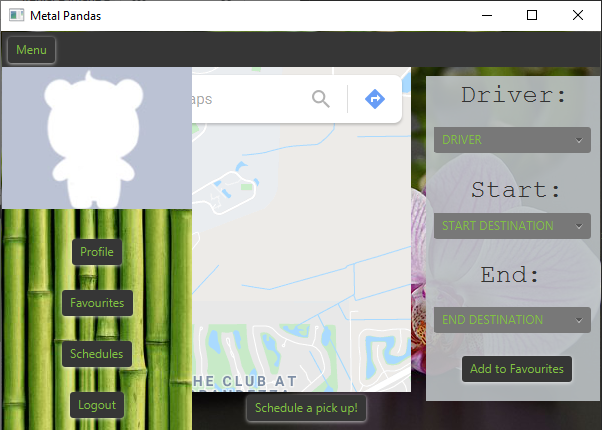 Metal Pandas
Menu
aps
Driver:
DRIVER
Start:
START DESTINATION
End:
END DESTINATION
Add to Favourites
Profile
Favourites
Schedules
Logout
HE CLUB AT
Schedule a pick up!